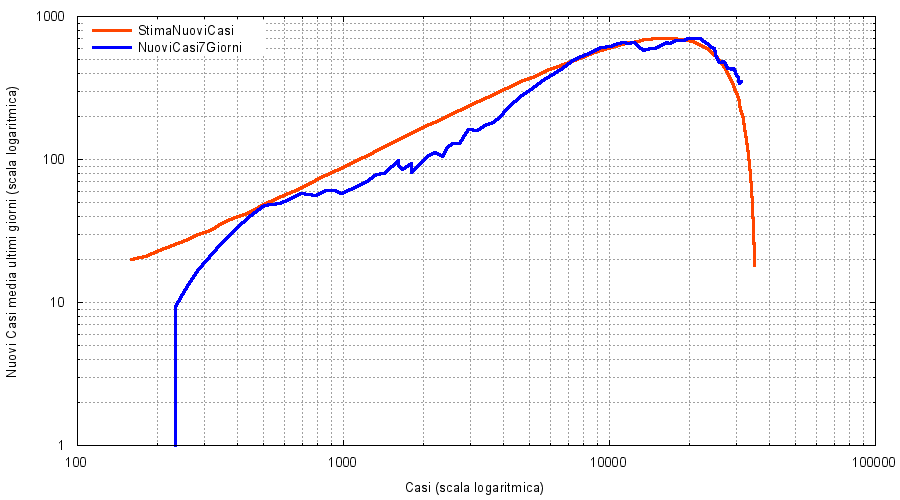 1000
100
10
1
StimaNuoviCasi
NuoviCasi7Giorni
Nuovi Casi media ultimi giorni (scala logaritmica)
100 1000 10000 100000
Casi (scala logaritmica)